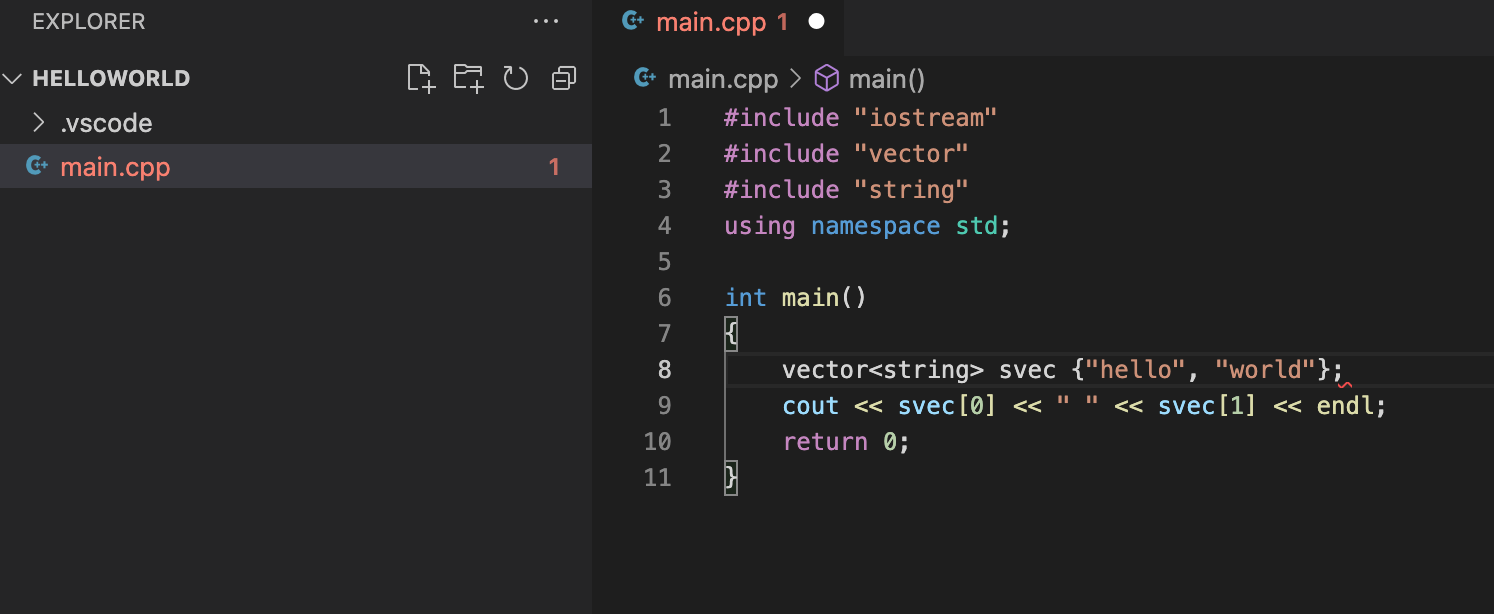 EXPLORER ···
HELLOWORLD
.vscode
main.cpp 1
main.cpp 1
main.cpp > main()
1 #include "iostream"
2 #include "vector"
3 #include "string"
4 using namespace std;
5
6 int main()
7 {
8 vector<string> svec {"hello", "world"};
9 cout << svec[0] << " " << svec[1] << endl;
10 return 0;
11 }